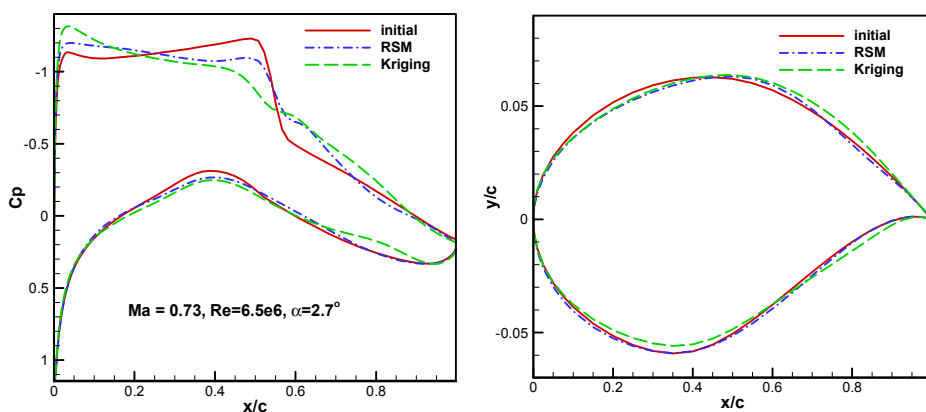 initial
RSM
Kriging
-1
-0.5
0
0.5
1
Cp
Ma = 0.73, Re=6.5e6, α=2.7°
0 0.2 0.4 0.6 0.8
x/c
initial
RSM
Kriging
0.05
0
-0.05
y/c
0 0.2 0.4 0.6 0.8
x/c